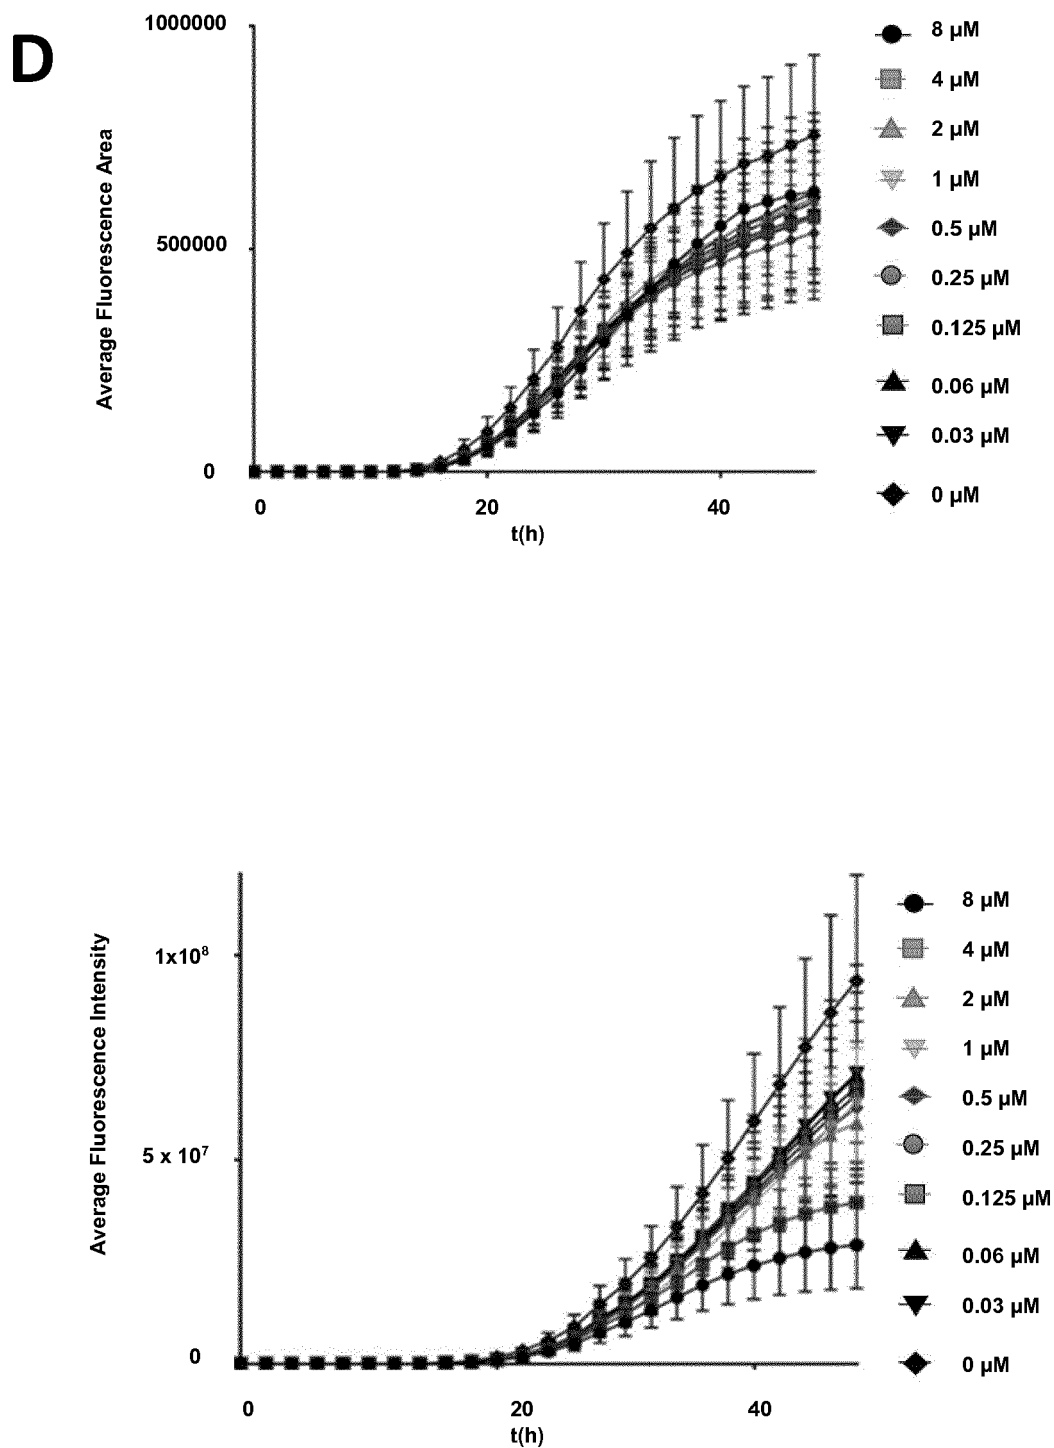 D
1000000
500000
0
Average Fluorescence Area
0 20 40
t(h)
8 µM
4 µM
2 µM
1 µM
0.5 µM
0.25 µM
0.125 µM
0.06 µM
0.03 µM
0 µM
1x10⁸
5 x 10⁷
0
Average Fluorescence Intensity
0 20 40
t(h)
8 µM
4 µM
2 µM
1 µM
0.5 µM
0.25 µM
0.125 µM
0.06 µM
0.03 µM
0 µM